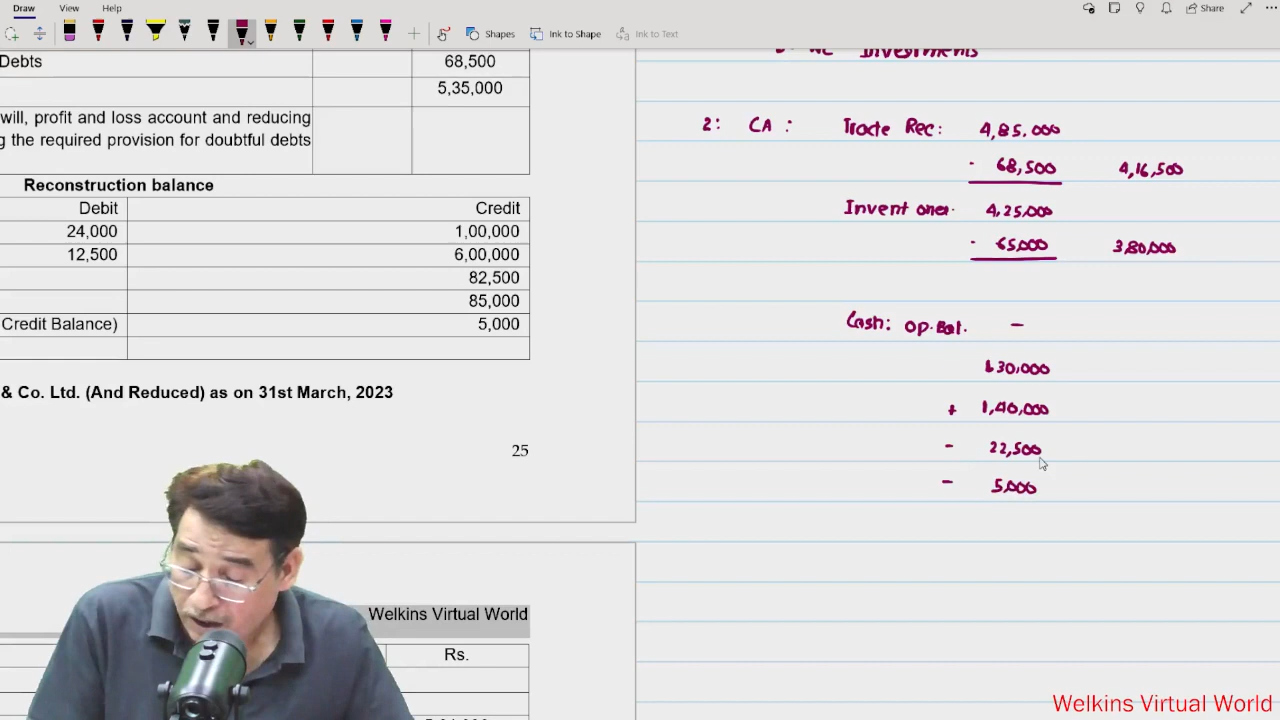 Draw View Help Share
Shapes Ink to Shape Ink to Text
Debts 68,500
5,35,000
will, profit and loss account and reducing
g the required provision for doubtful debts
Reconstruction balance
Debit Credit
24,000 1,00,000
12,500 6,00,000
82,500
85,000
Credit Balance) 5,000
& Co. Ltd. (And Reduced) as on 31st March, 2023
25
Welkins Virtual World
Rs.
Investments
2: CA: Trade Rec: 4,85,000
- 68,500 4,16,500
Inventories 4,25,000
- 65,000 3,80,000
Cash: Op. Bal. -
630,000
+ 1,40,000
- 22,500
- 5,000
Welkins Virtual World